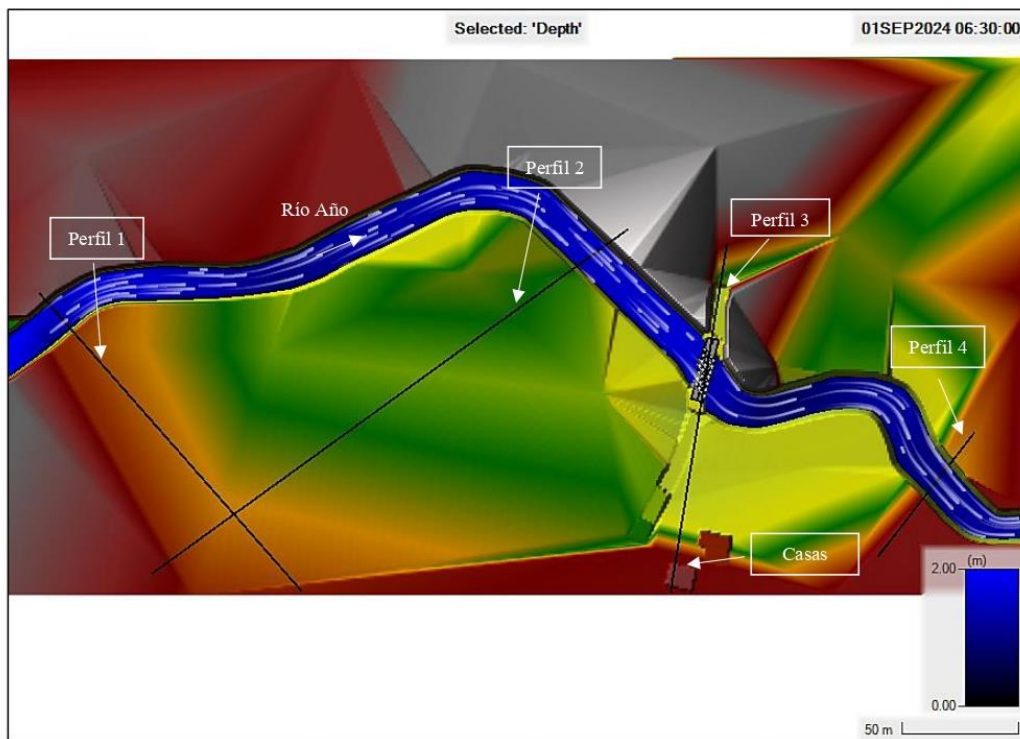 Selected: 'Depth'
01SEP2024 06:30:00
Perfil 2
Río Año
Perfil 3
Perfil 1
Perfil 4
Casas
2.00
(m)
0.00
50 m